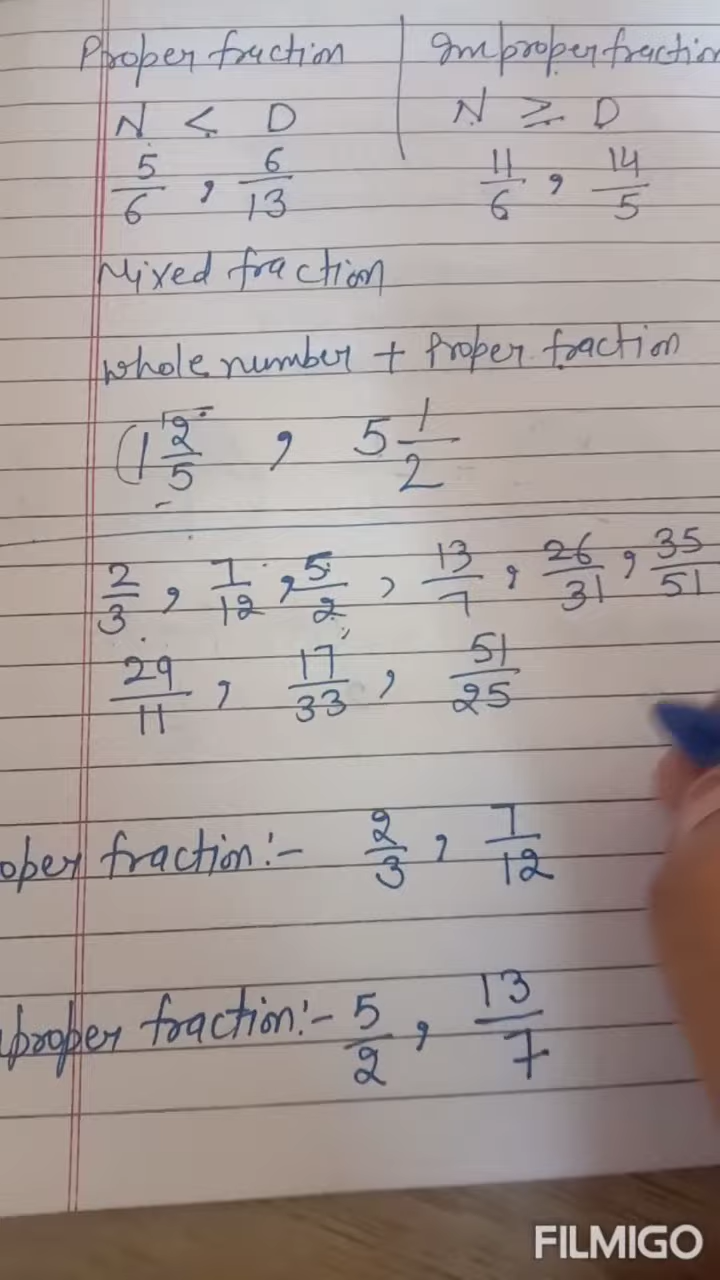 Proper fraction | Improper fraction
N < D
N ≥ D
5/6 , 6/13
11/6 , 14/5
Mixed fraction
whole number + Proper fraction
(1 2/5 , 5 1/2
2/3 , 7/12 , 5/2 , 13/7 , 26/31 , 35/51
29/11 , 17/33 , 51/25
oper fraction:- 2/3 , 7/12
proper fraction:- 5/2 , 13/7
FILMIGO